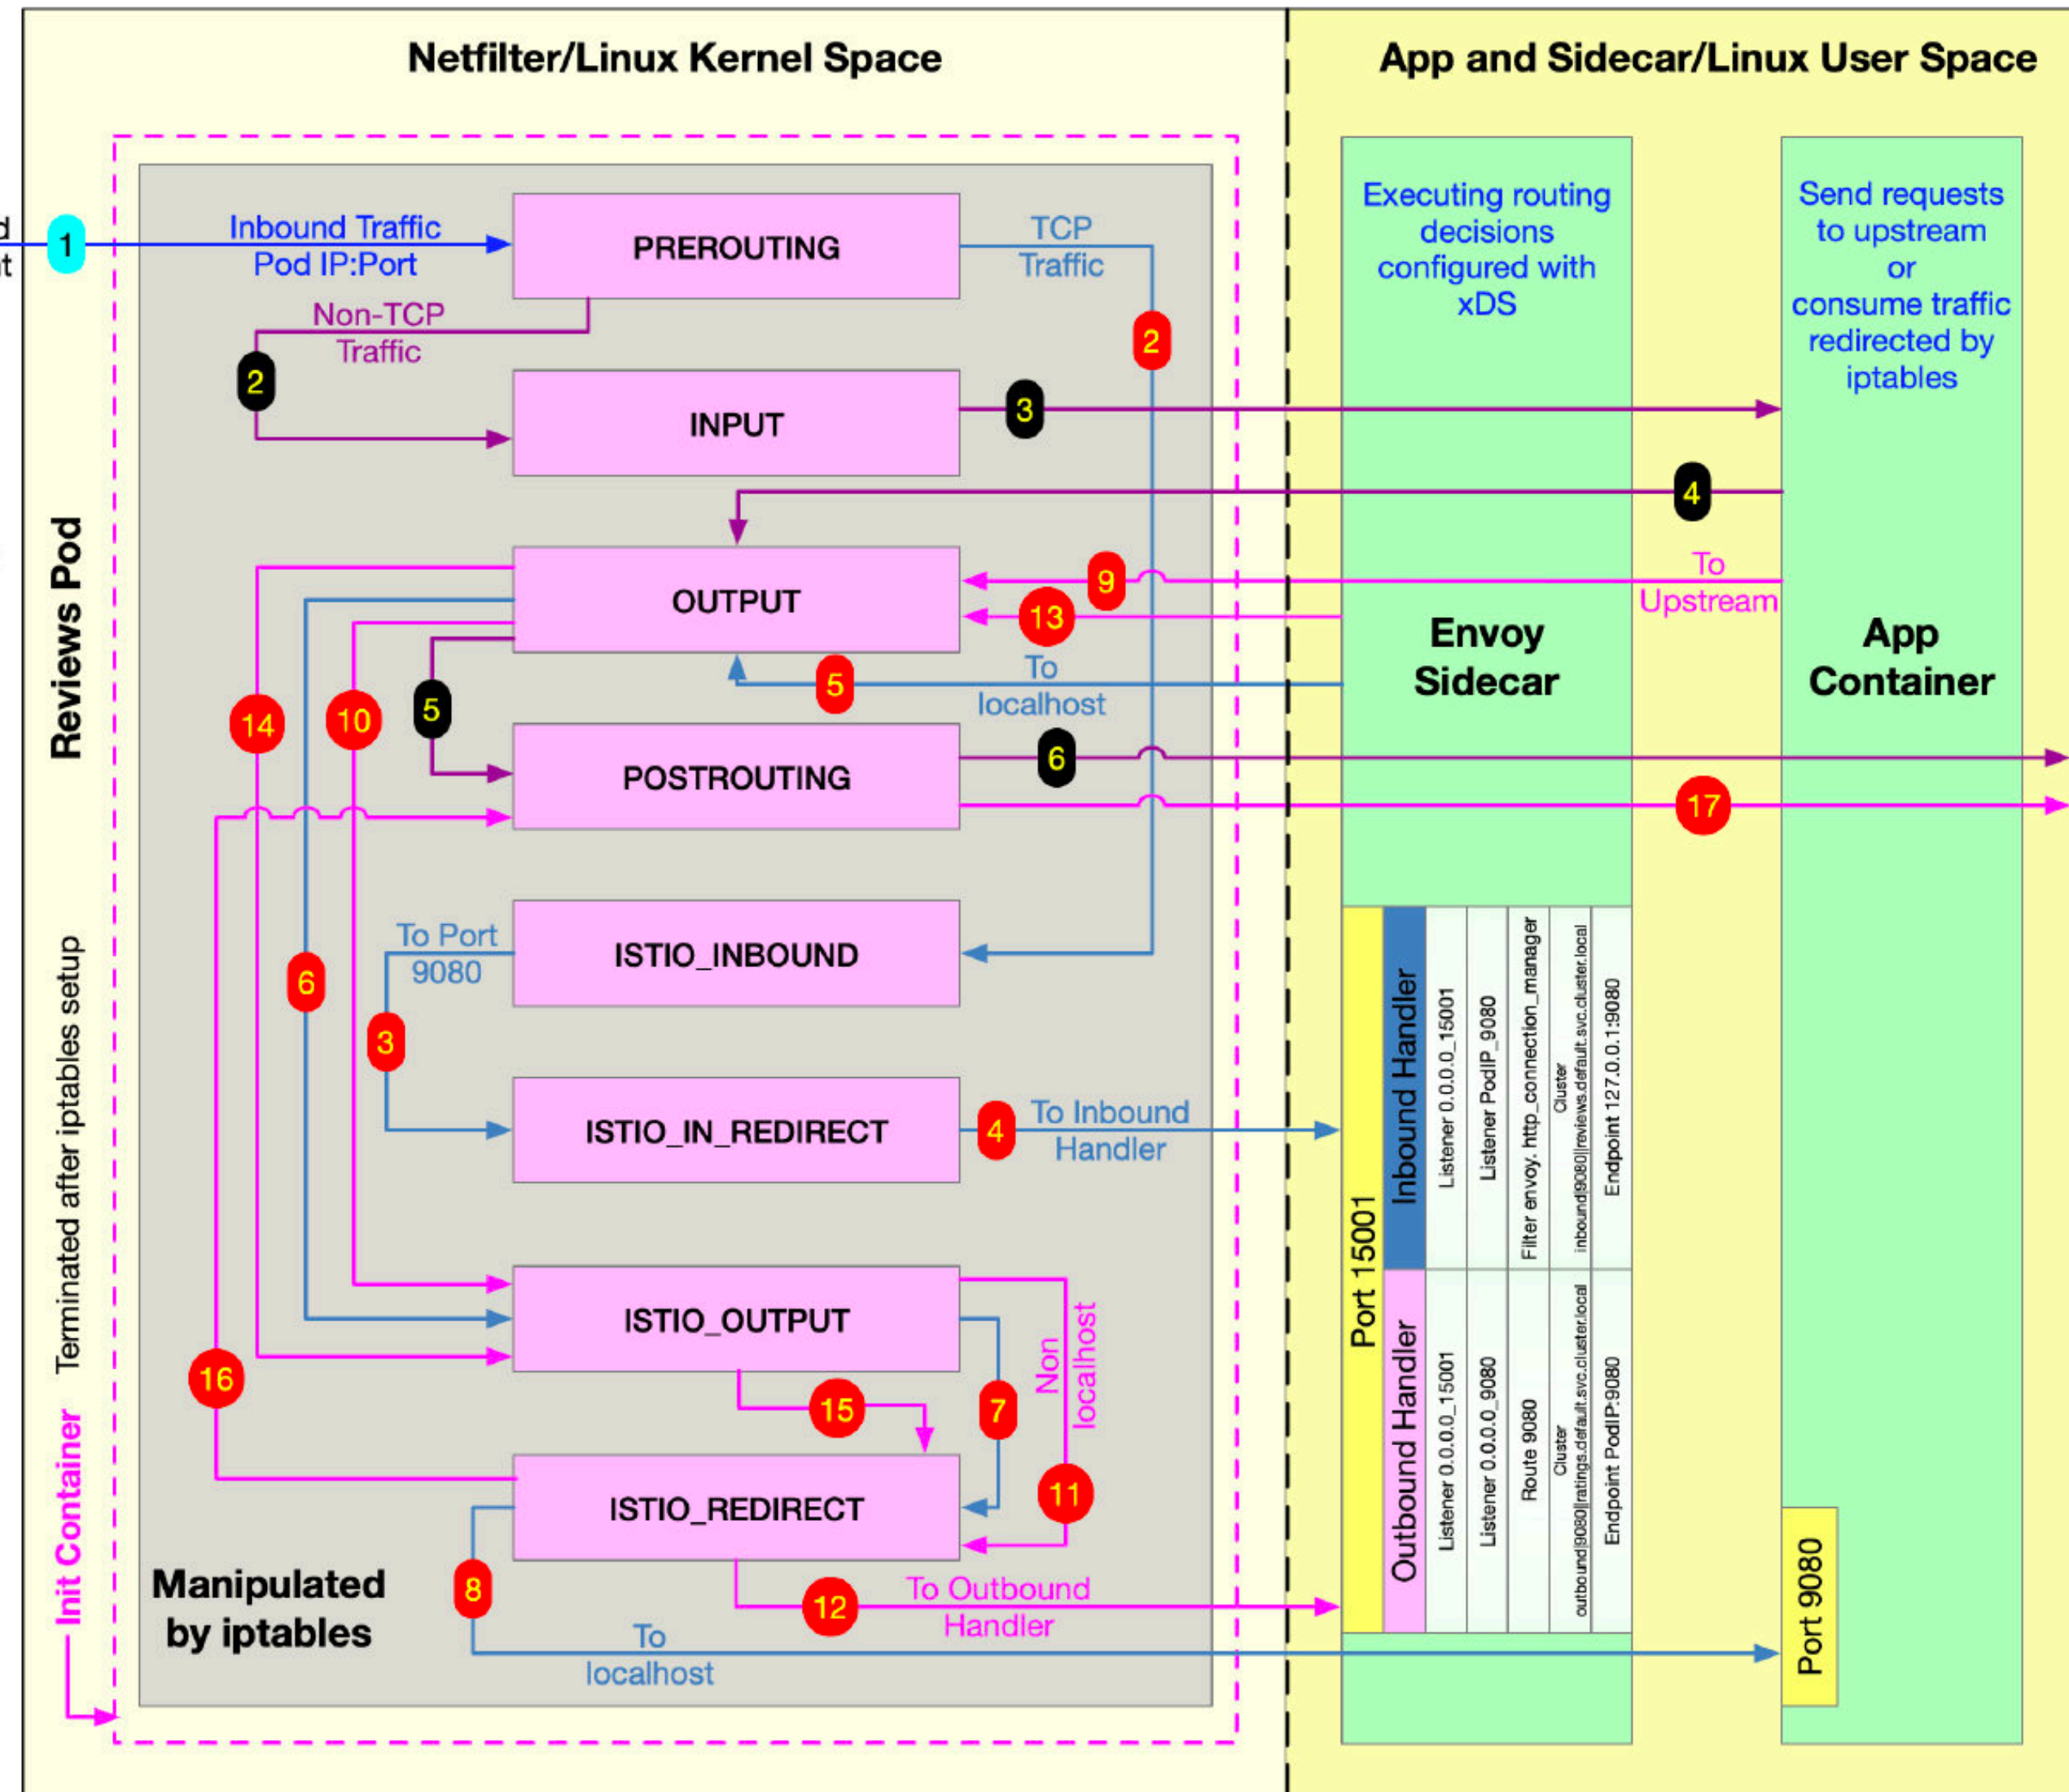 Netfilter/Linux Kernel Space
App and Sidecar/Linux User Space
Reviews Pod
Init Container
Terminated after iptables setup
1
Inbound Traffic
Pod IP:Port
PREROUTING
TCP
Traffic
2
Non-TCP
Traffic
2
INPUT
3
4
OUTPUT
9
To
Upstream
13
5
To
localhost
14
10
5
POSTROUTING
6
17
6
ISTIO_INBOUND
To Port
9080
3
ISTIO_IN_REDIRECT
4
To Inbound
Handler
ISTIO_OUTPUT
Non
localhost
16
15
7
11
ISTIO_REDIRECT
8
12
To Outbound
Handler
To
localhost
Manipulated
by iptables
Executing routing
decisions
configured with
xDS
Envoy
Sidecar
Port 15001
Inbound Handler
Listener 0.0.0.0_15001
Listener PodIP_9080
Filter envoy. http_connection_manager
Cluster
inbound|9080||reviews.default.svc.cluster.local
Endpoint 127.0.0.1:9080
Outbound Handler
Listener 0.0.0.0_15001
Listener 0.0.0.0_9080
Route 9080
Cluster
outbound|9080||ratings.default.svc.cluster.local
Endpoint PodIP:9080
Send requests
to upstream
or
consume traffic
redirected by
iptables
App
Container
Port 9080